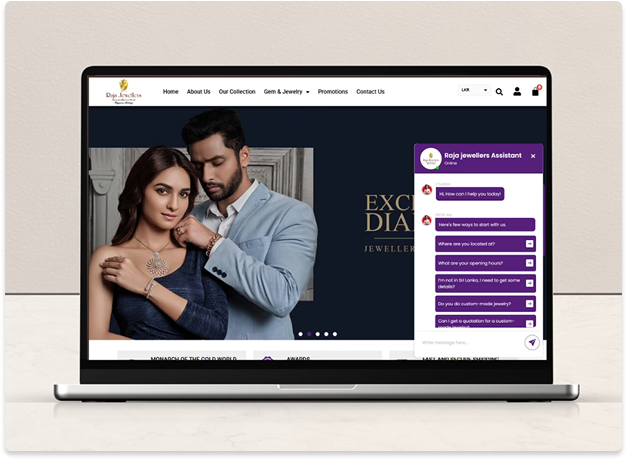 Raja Jewellers
Home About Us Our Collection Gem & Jewelry Promotions Contact Us
LKR
EXC
DIA
JEWELLER
Raja jewellers Assistant
Online
Hi, How can I help you today!
Here's few ways to start with us.
Where are you located at?
What are your opening hours?
I'm not in Sri Lanka, I need to get some
details?
Do you do custom-made jewelry?
Can I get a quotation for a custom-
Write message here..
MONARCH OF THE GOLD WORLD
AWARDS
FAST AND SECURE SHIPPING